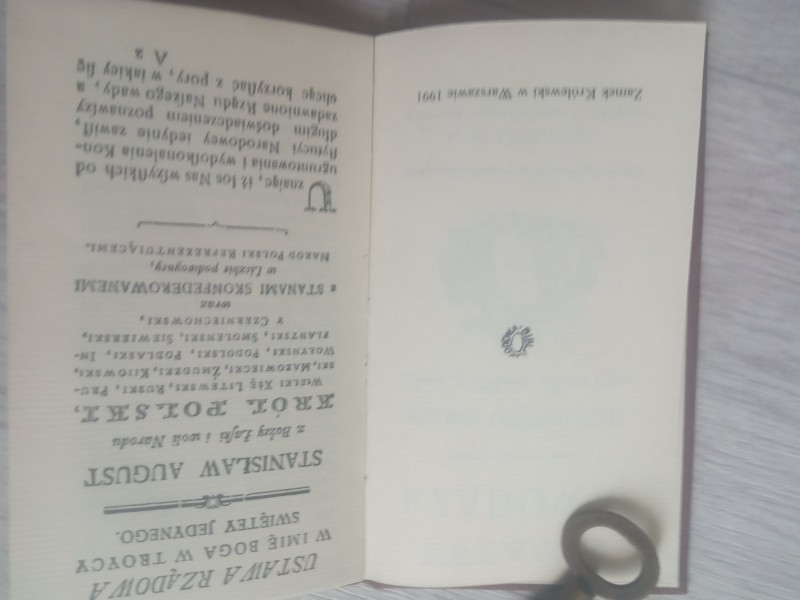 Zamek Królewski w Warszawie 1991
USTAWA RZĄDOWA
W IMIĘ BOGA W TROYCY
SWIĘTEY JEDYNEGO.
STANISŁAW AUGUST
z Bożey Łaſki i woli Narodu
KRÓL POLSKI,
WIELKI Xżę LITEWSKI, RUSKI, PRU-
SKI, MAZOWIECKI, ŻMUDZKI, KIIOWSKI,
WOŁYNSKI, PODOLSKI, PODLASKI, IN-
FLANTSKI, SMOLENSKI, SIEWIERSKI,
Y CZERNIECHOWSKI,
wraz
z STANAMI SKONFEDEROWANEMI
w Liczbie podwoyney,
NAROD POLSKI REPREZENTUIĄCEMI.
Uznaiąc, iż los Nas wſzyſtkich od
ugruntowania i wydoſkonalenia Kon-
ſtytucyi Narodowey iedynie zawiſł,
długim doświadczeniem poznawſzy
zadawnione Rządu Naſzego wady, a
chcąc korzyſtać z pory, w iakiey ſię
A 2